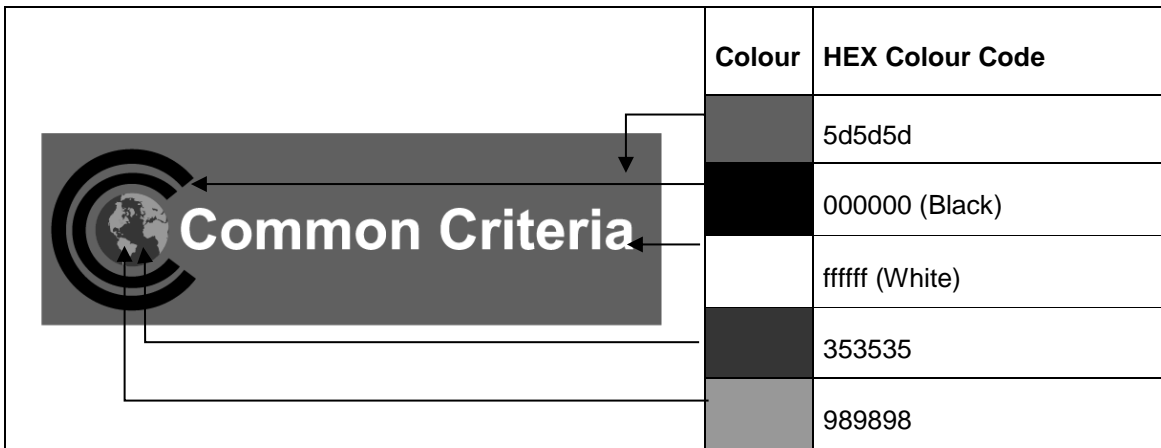 Colour HEX Colour Code
5d5d5d
000000 (Black)
Common Criteria
ffffff (White)
353535
989898